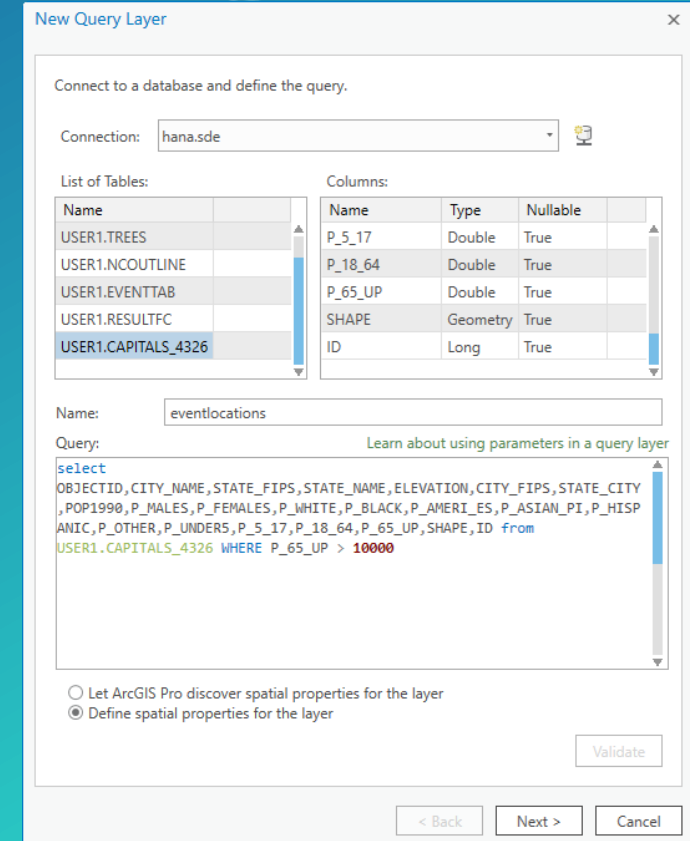 New Query Layer
Connect to a database and define the query.
Connection: hana.sde
List of Tables: Columns:
Name Name Type Nullable
USER1.TREES P_5_17 Double True
USER1.NCOUTLINE P_18_64 Double True
USER1.EVENTTAB P_65_UP Double True
USER1.RESULTFC SHAPE Geometry True
USER1.CAPITALS_4326 ID Long True
Name: eventlocations
Query: Learn about using parameters in a query layer
select
OBJECTID,CITY_NAME,STATE_FIPS,STATE_NAME,ELEVATION,CITY_FIPS,STATE_CITY
,POP1990,P_MALES,P_FEMALES,P_WHITE,P_BLACK,P_AMERI_ES,P_ASIAN_PI,P_HISP
ANIC,P_OTHER,P_UNDER5,P_5_17,P_18_64,P_65_UP,SHAPE,ID from
USER1.CAPITALS_4326 WHERE P_65_UP > 10000
Let ArcGIS Pro discover spatial properties for the layer
Define spatial properties for the layer
Validate
< Back Next > Cancel